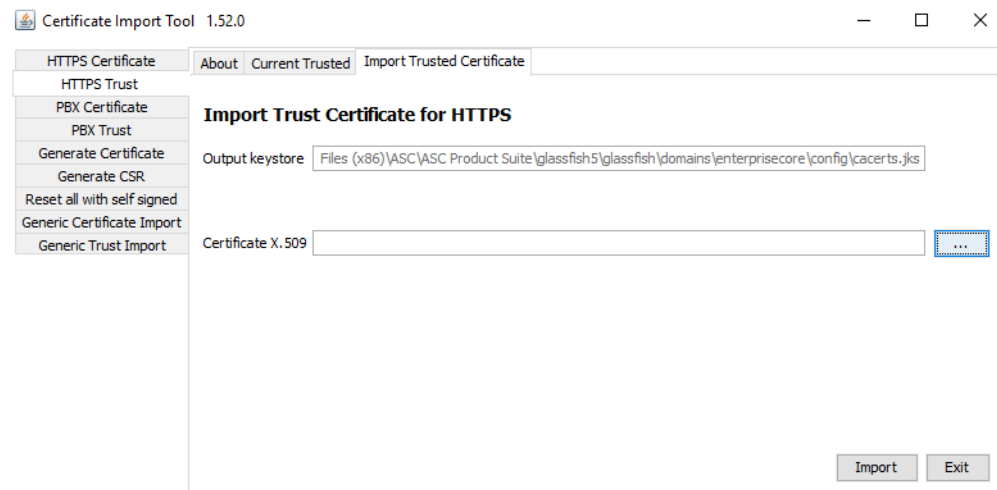 Certificate Import Tool 1.52.0
HTTPS Certificate
HTTPS Trust
PBX Certificate
PBX Trust
Generate Certificate
Generate CSR
Reset all with self signed
Generic Certificate Import
Generic Trust Import
About Current Trusted Import Trusted Certificate
Import Trust Certificate for HTTPS
Output keystore Files (x86)\ASC\ASC Product Suite\glassfish5\glassfish\domains\enterprisecore\config\cacerts.jks
Certificate X.509 ...
Import Exit